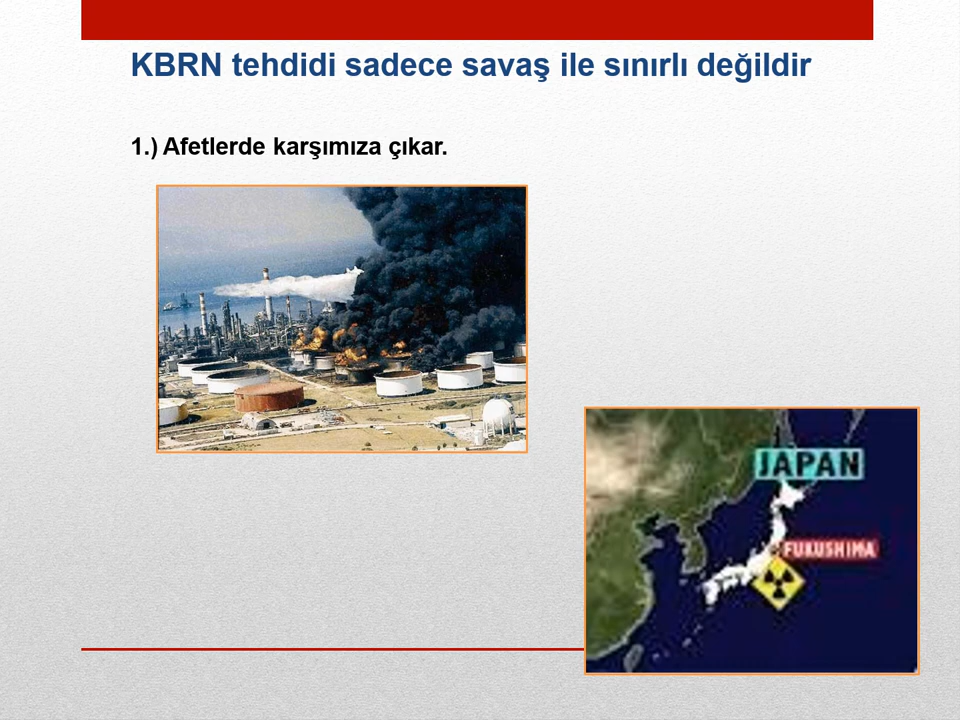 KBRN tehdidi sadece savaş ile sınırlı değildir
1.) Afetlerde karşımıza çıkar.
JAPAN
FUKUSHIMA